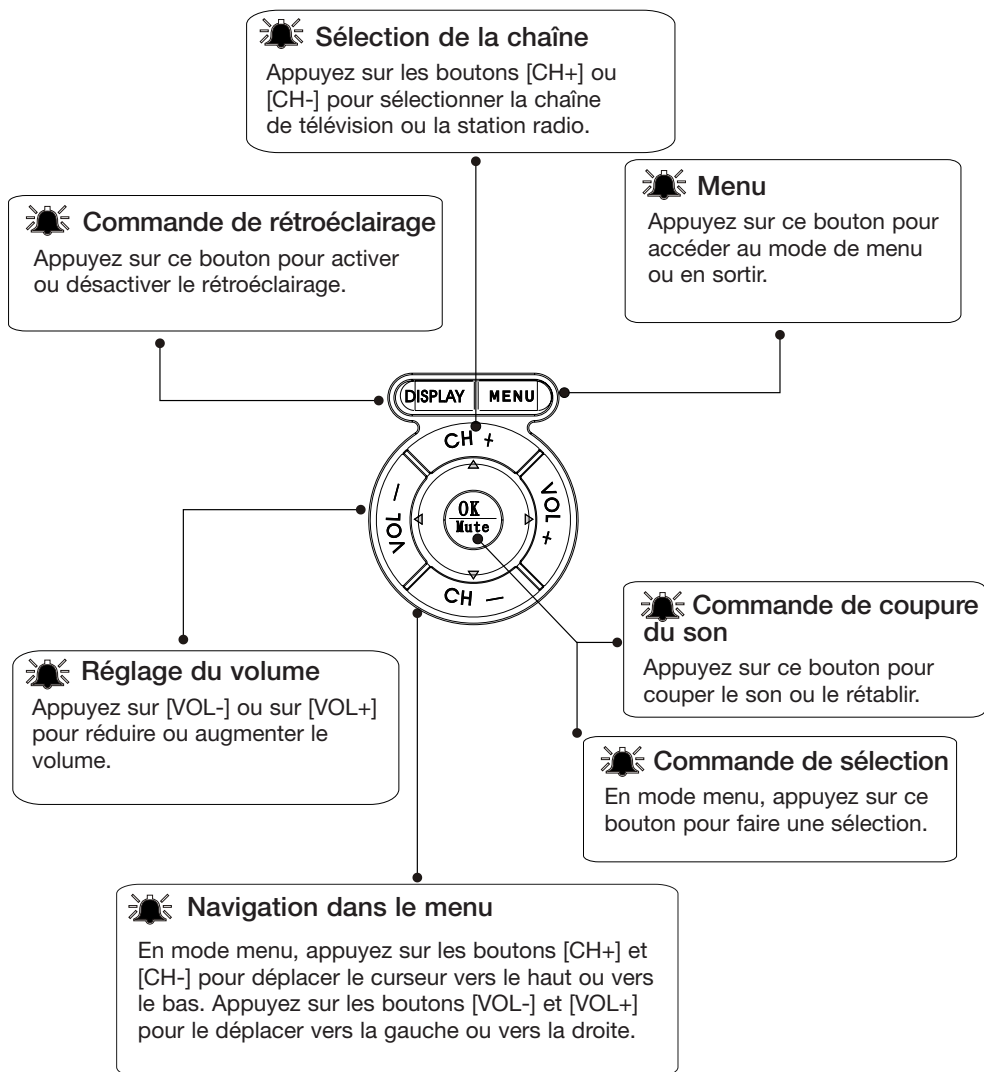 Sélection de la chaîne
Appuyez sur les boutons [CH+] ou
[CH-] pour sélectionner la chaîne
de télévision ou la station radio.
Commande de rétroéclairage
Appuyez sur ce bouton pour activer
ou désactiver le rétroéclairage.
Menu
Appuyez sur ce bouton pour
accéder au mode de menu
ou en sortir.
DISPLAY MENU
CH +
VOL -
OK
Mute
VOL +
CH -
Réglage du volume
Appuyez sur [VOL-] ou sur [VOL+]
pour réduire ou augmenter le
volume.
Commande de coupure
du son
Appuyez sur ce bouton pour
couper le son ou le rétablir.
Commande de sélection
En mode menu, appuyez sur ce
bouton pour faire une sélection.
Navigation dans le menu
En mode menu, appuyez sur les boutons [CH+] et
[CH-] pour déplacer le curseur vers le haut ou vers
le bas. Appuyez sur les boutons [VOL-] et [VOL+]
pour le déplacer vers la gauche ou vers la droite.